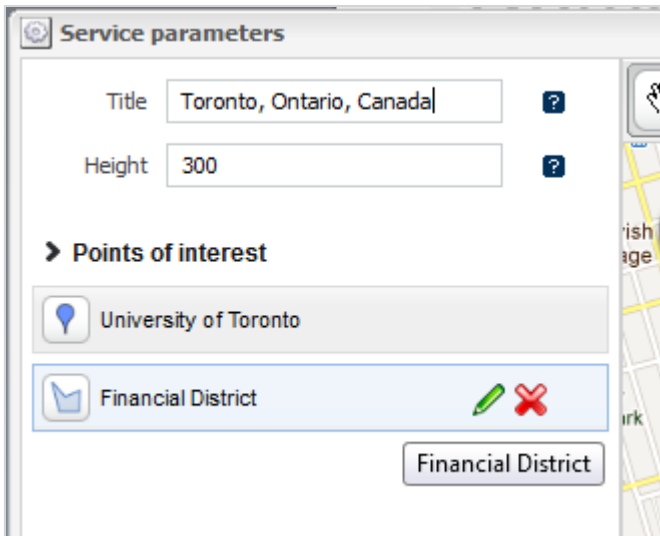 Service parameters
Title Toronto, Ontario, Canada ?
Height 300 ?
Points of interest
University of Toronto
Financial District
Financial District